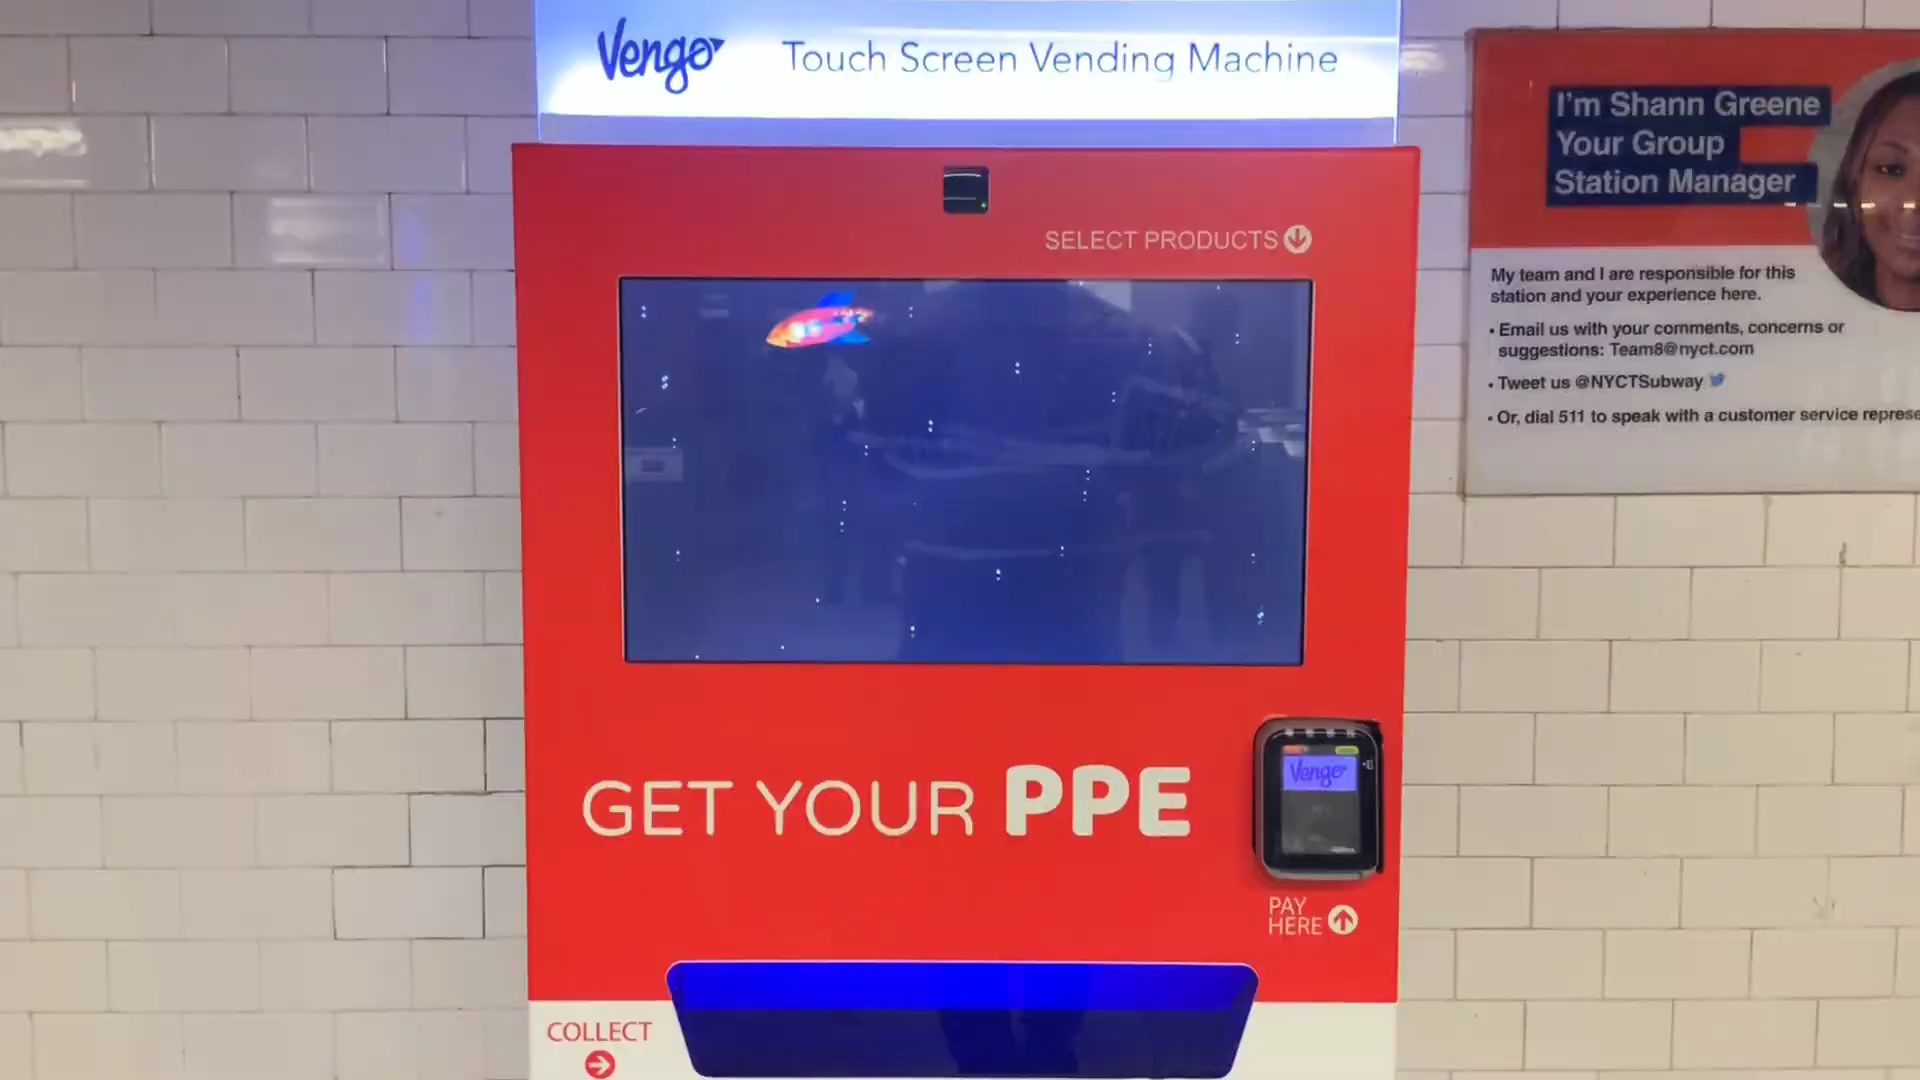 Vengo
Touch Screen Vending Machine
SELECT PRODUCTS
GET YOUR PPE
Vengo
PAY
HERE
COLLECT
I'm Shann Greene
Your Group
Station Manager
My team and I are responsible for this
station and your experience here.
• Email us with your comments, concerns or
suggestions: Team8@nyct.com
• Tweet us @NYCTSubway
• Or, dial 511 to speak with a customer service represe